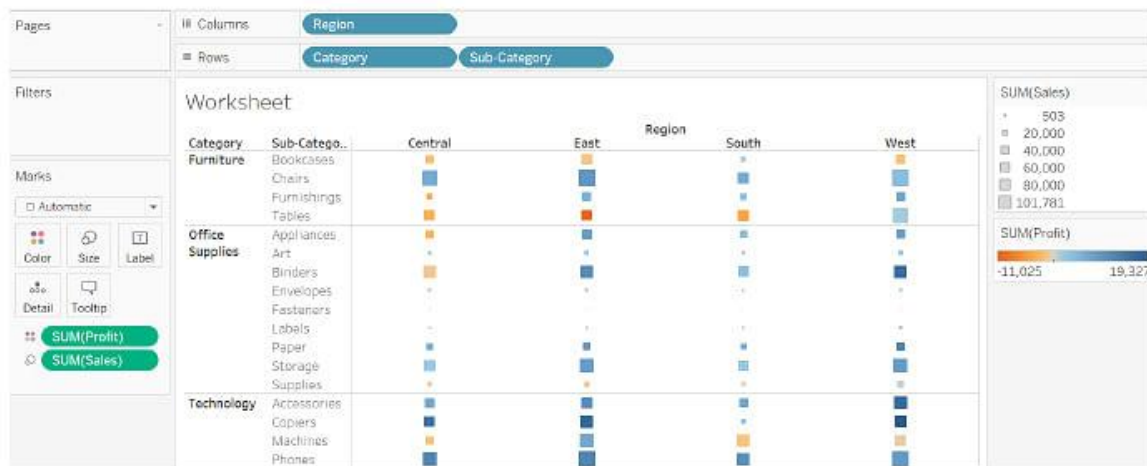 Pages
Columns Region
Rows Category Sub-Category
Filters
Marks
Automatic
Color Size Label
Detail Tooltip
SUM(Profit)
SUM(Sales)
Worksheet
Region
Category Sub-Catego.. Central East South West
Furniture Bookcases
Chairs
Furnishings
Tables
Office Supplies Appliances
Art
Binders
Envelopes
Fasteners
Labels
Paper
Storage
Supplies
Technology Accessories
Copiers
Machines
Phones
SUM(Sales)
503
20,000
40,000
60,000
80,000
101,781
SUM(Profit)
-11,025 19,327